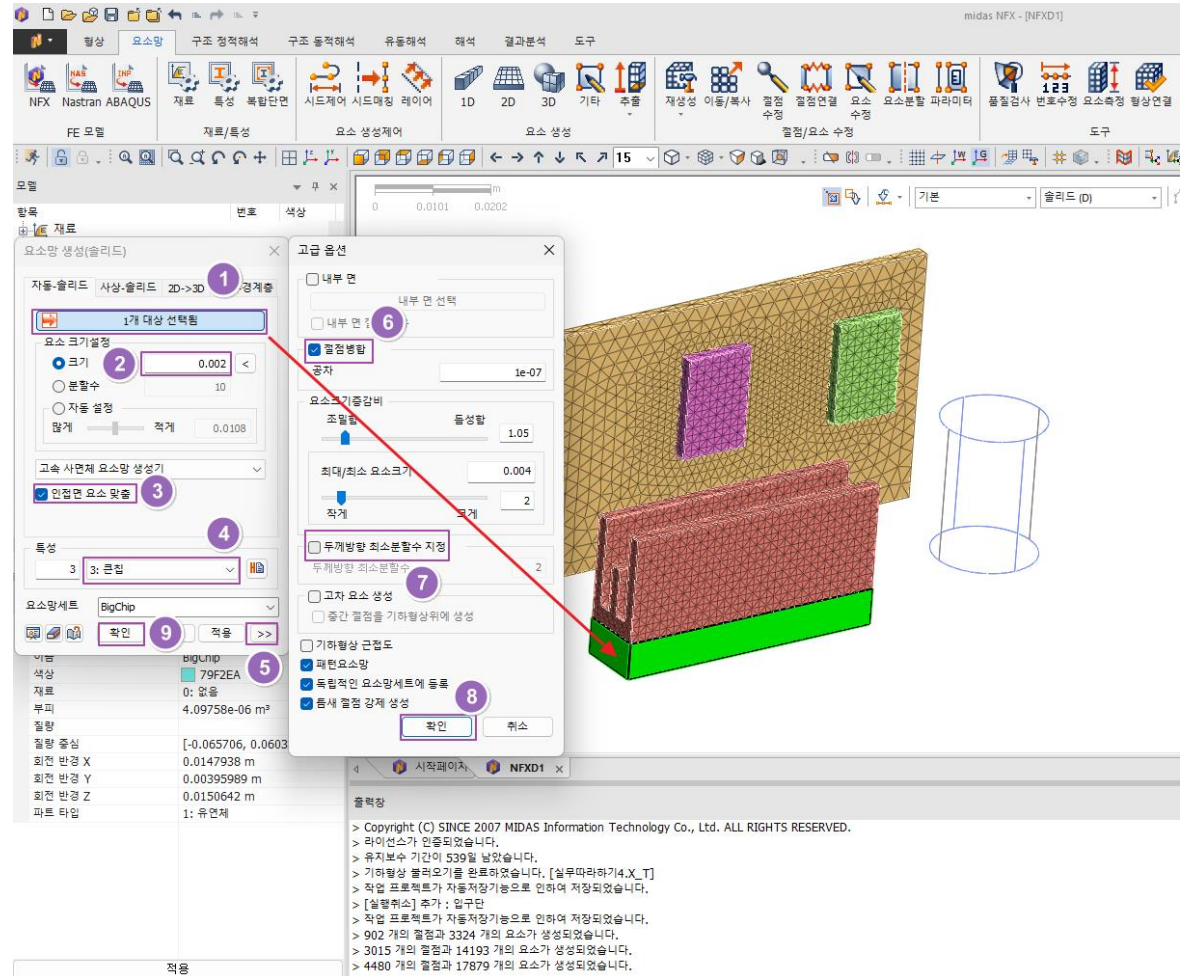 midas NFX - [NFXD1]
형상 요소망 구조 정적해석 구조 동적해석 유동해석 해석 결과분석 도구
NAS INP 123
NFX Nastran ABAQUS 재료 특성 복합단면 시드제어 시드매칭 레이어 1D 2D 3D 기타 추출 재생성 이동/복사 절점 수정 절점연결 요소 수정 요소분할 파라미터 품질검사 번호수정 요소측정 형상연결
FE 모델 재료/특성 요소 생성제어 요소 생성 절점/요소 수정 도구
15
모델
항목 번호 색상
재료
m
0 0.0101 0.0202
기본 솔리드 (D)
요소망 생성(솔리드)
자동-솔리드 사상-솔리드 2D->3D 경계층
1
1개 대상 선택됨
요소 크기설정
크기 2 0.002 <
분할수 10
자동 설정
많게 적게 0.0108
고속 사면체 요소망 생성기
인접면 요소 맞춤 3
4
특성
3 3: 큰칩
요소망세트 BigChip
확인 9 적용 >>
5
고급 옵션
내부 면
내부 면 선택
내부 면
6
절점병합
공차 1e-07
요소크기증감비
조밀함 듬성함
1.05
최대/최소 요소크기 0.004
2
작게 크게
두께방향 최소분할수 지정
두께방향 최소분할수 2
7
고차 요소 생성
중간 절점을 기하형상위에 생성
기하형상 근접도
패턴요소망
독립적인 요소망세트에 등록
8
틈새 절점 강제 생성
확인 취소
이름 BigChip
색상 79F2EA
재료 0: 없음
부피 4.09758e-06 m³
질량
질량 중심 [-0.065706, 0.0603
회전 반경 X 0.0147938 m
회전 반경 Y 0.00395989 m
회전 반경 Z 0.0150642 m
파트 타입 1: 유연체
적용
시작페이지 NFXD1
출력창
> Copyright (C) SINCE 2007 MIDAS Information Technology Co., Ltd. ALL RIGHTS RESERVED.
> 라이선스가 인증되었습니다.
> 유지보수 기간이 539일 남았습니다.
> 기하형상 불러오기를 완료하였습니다. [실무따라하기4.X_T]
> 작업 프로젝트가 자동저장기능으로 인하여 저장되었습니다.
> [실행취소] 추가 : 입구단
> 작업 프로젝트가 자동저장기능으로 인하여 저장되었습니다.
> 902 개의 절점과 3324 개의 요소가 생성되었습니다.
> 3015 개의 절점과 14193 개의 요소가 생성되었습니다.
> 4480 개의 절점과 17879 개의 요소가 생성되었습니다.